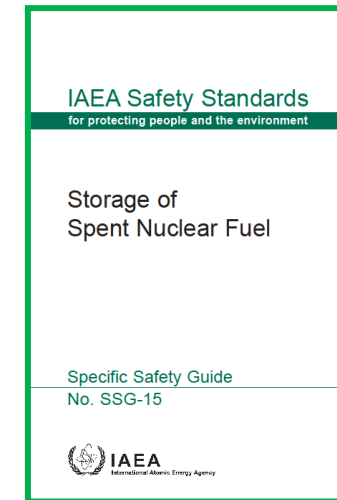 IAEA Safety Standards
for protecting people and the environment
Storage of
Spent Nuclear Fuel
Specific Safety Guide
No. SSG-15
IAEA
International Atomic Energy Agency